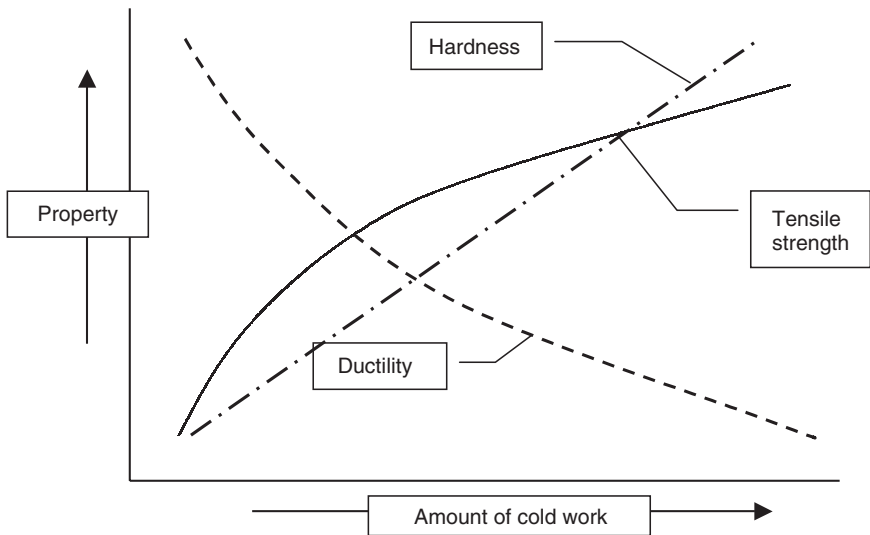 Hardness
Property
Tensile
strength
Ductility
Amount of cold work